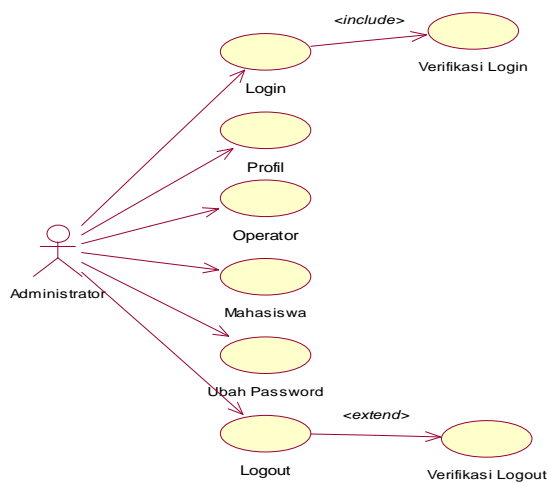 <include>
Verifikasi Login
Login
Profil
Operator
Administrator
Mahasiswa
Ubah Password
<extend>
Logout
Verifikasi Logout